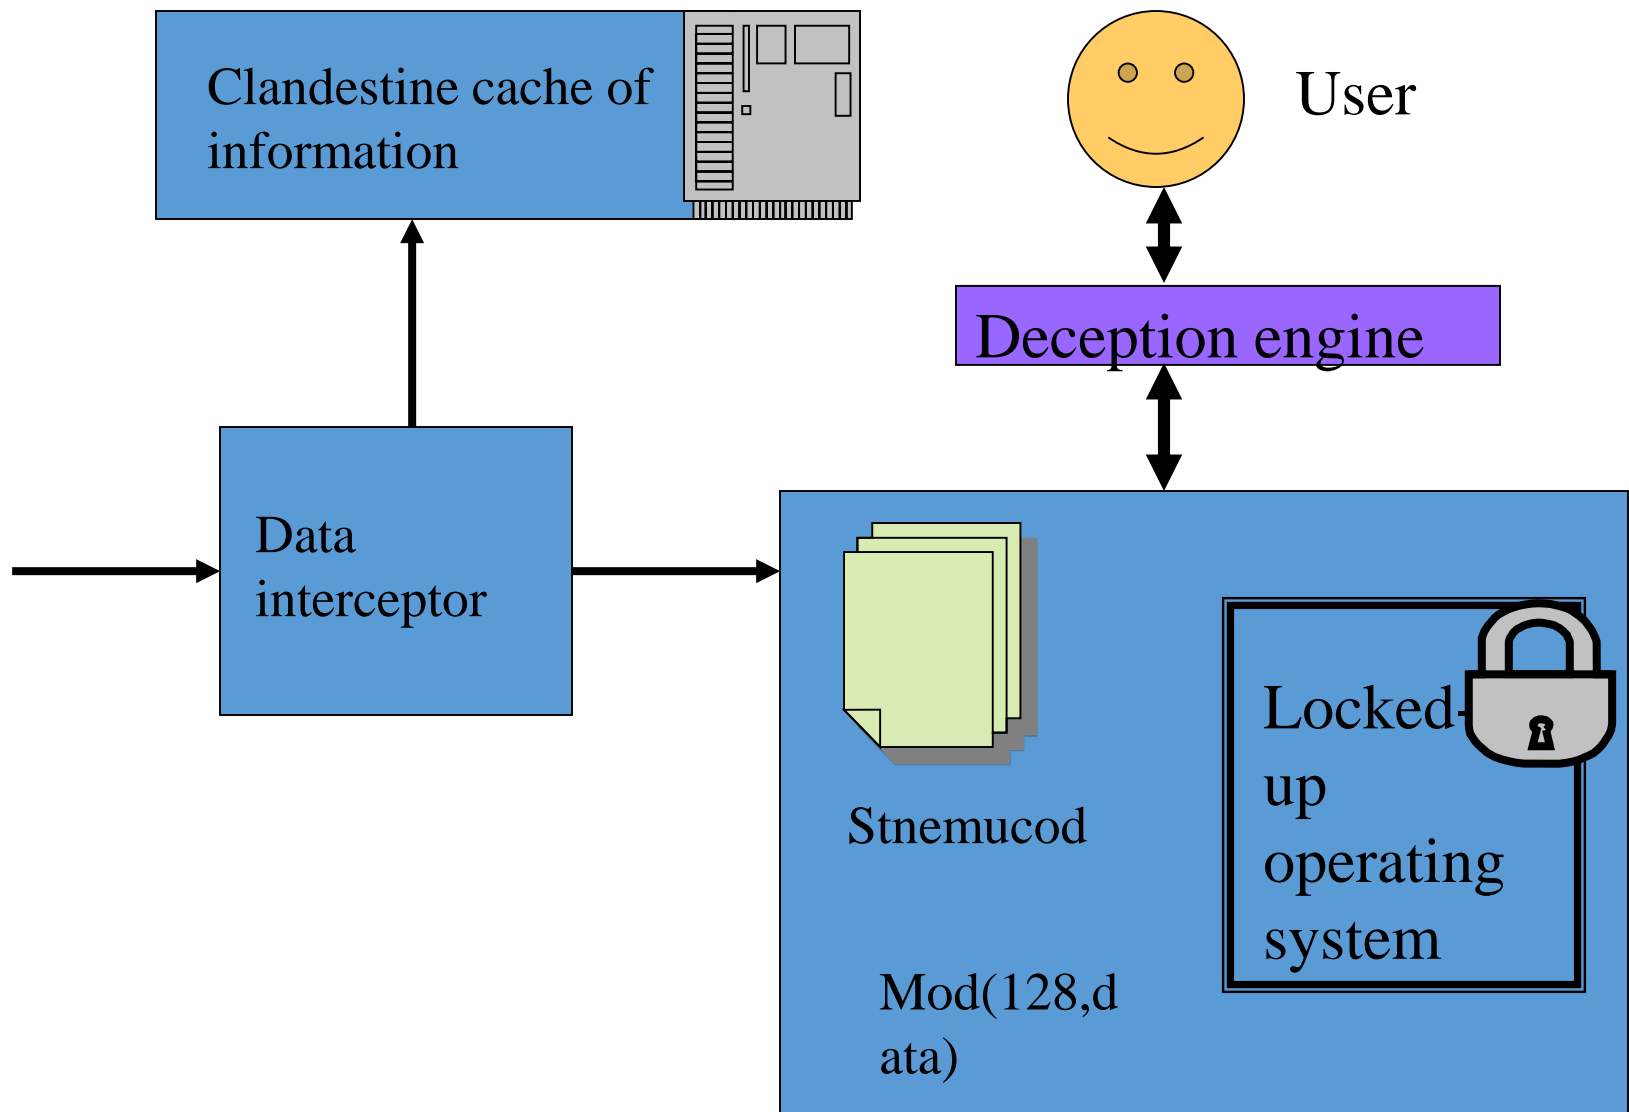 Clandestine cache of
information
User
Deception engine
Data
interceptor
Stnemucod
Locked-
up
operating
system
Mod(128,d
ata)